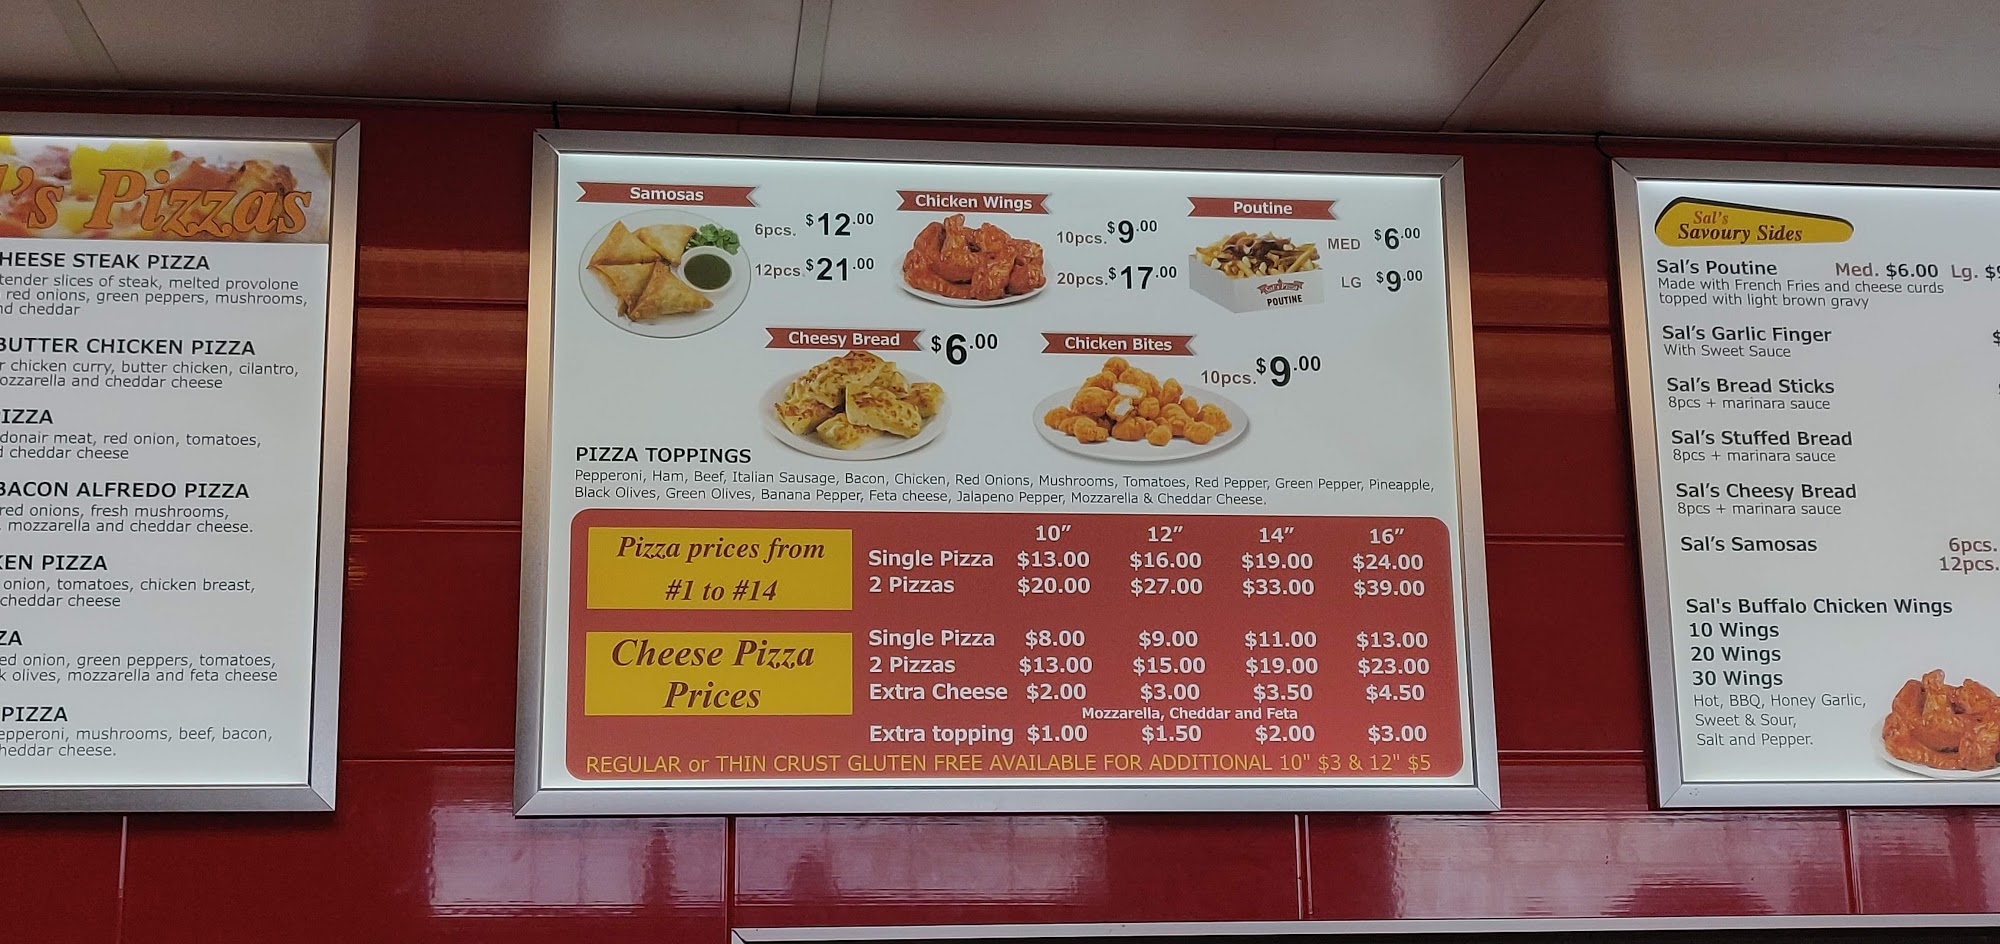 's Pizzas
HEESE STEAK PIZZA
tender slices of steak, melted provolone
red onions, green peppers, mushrooms,
nd cheddar
BUTTER CHICKEN PIZZA
r chicken curry, butter chicken, cilantro,
ozzarella and cheddar cheese
IZZA
donair meat, red onion, tomatoes,
d cheddar cheese
BACON ALFREDO PIZZA
red onions, fresh mushrooms,
, mozzarella and cheddar cheese.
KEN PIZZA
onion, tomatoes, chicken breast,
cheddar cheese
ZA
ed onion, green peppers, tomatoes,
k olives, mozzarella and feta cheese
PIZZA
epperoni, mushrooms, beef, bacon,
heddar cheese.
Samosas
6pcs. $12.00
12pcs. $21.00
Chicken Wings
10pcs. $9.00
20pcs. $17.00
Poutine
MED $6.00
LG $9.00
POUTINE
Cheesy Bread $6.00
Chicken Bites
10pcs. $9.00
PIZZA TOPPINGS
Pepperoni, Ham, Beef, Italian Sausage, Bacon, Chicken, Red Onions, Mushrooms, Tomatoes, Red Pepper, Green Pepper, Pineapple,
Black Olives, Green Olives, Banana Pepper, Feta cheese, Jalapeno Pepper, Mozzarella & Cheddar Cheese.
Pizza prices from
#1 to #14
10" 12" 14" 16"
Single Pizza $13.00 $16.00 $19.00 $24.00
2 Pizzas $20.00 $27.00 $33.00 $39.00
Cheese Pizza
Prices
Single Pizza $8.00 $9.00 $11.00 $13.00
2 Pizzas $13.00 $15.00 $19.00 $23.00
Extra Cheese $2.00 $3.00 $3.50 $4.50
Mozzarella, Cheddar and Feta
Extra topping $1.00 $1.50 $2.00 $3.00
REGULAR or THIN CRUST GLUTEN FREE AVAILABLE FOR ADDITIONAL 10" $3 & 12" $5
Sal's
Savoury Sides
Sal's Poutine Med. $6.00 Lg. $9
Made with French Fries and cheese curds
topped with light brown gravy
Sal's Garlic Finger $
With Sweet Sauce
Sal's Bread Sticks
8pcs + marinara sauce
Sal's Stuffed Bread
8pcs + marinara sauce
Sal's Cheesy Bread
8pcs + marinara sauce
Sal's Samosas 6pcs.
12pcs.
Sal's Buffalo Chicken Wings
10 Wings
20 Wings
30 Wings
Hot, BBQ, Honey Garlic,
Sweet & Sour,
Salt and Pepper.